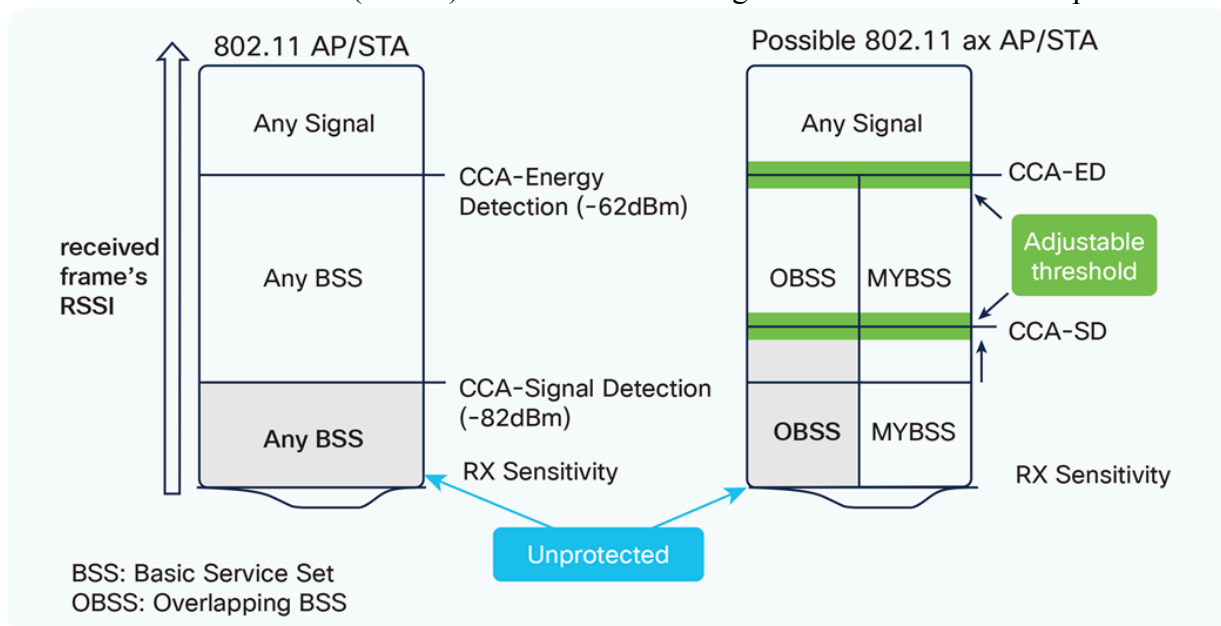 802.11 AP/STA
Any Signal
CCA-Energy
Detection (-62dBm)
received
frame's
RSSI
Any BSS
CCA-Signal Detection
(-82dBm)
Any BSS
RX Sensitivity
Possible 802.11 ax AP/STA
Any Signal
CCA-ED
Adjustable
threshold
OBSS
MYBSS
CCA-SD
OBSS
MYBSS
RX Sensitivity
Unprotected
BSS: Basic Service Set
OBSS: Overlapping BSS